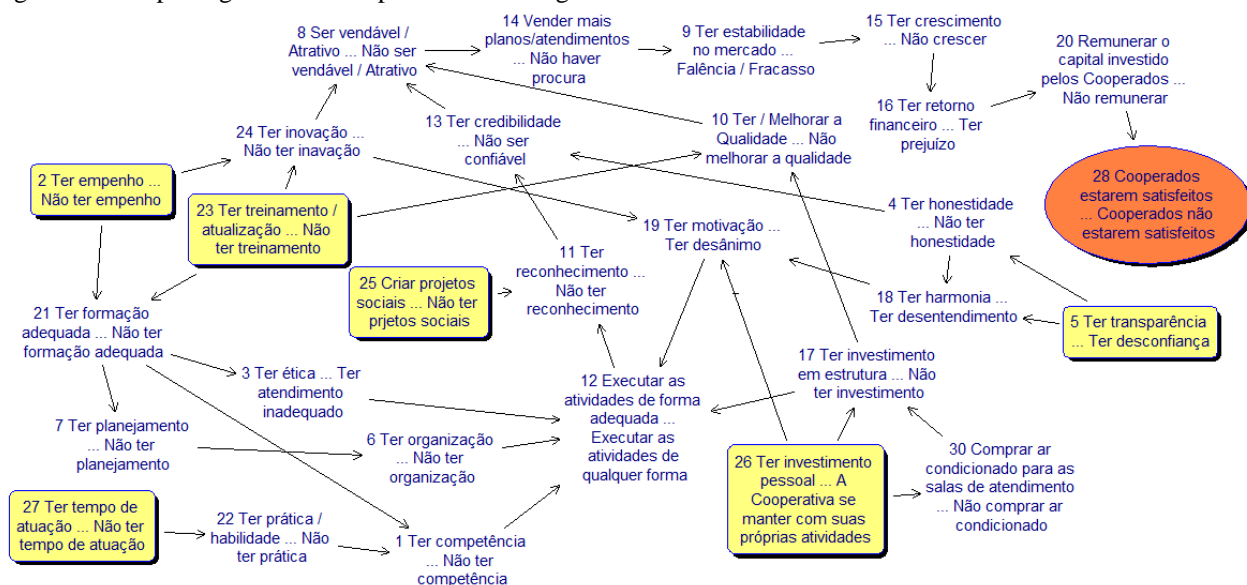 8 Ser vendável /
Atrativo ... Não ser
vendável / Atrativo
14 Vender mais
planos/atendimentos
... Não haver
procura
9 Ter estabilidade
no mercado ...
Falência / Fracasso
15 Ter crescimento
... Não crescer
20 Remunerar o
capital investido
pelos Cooperados ...
Não remunerar
16 Ter retorno
financeiro ... Ter
prejuízo
24 Ter inovação ...
Não ter inavação
13 Ter credibilidade
... Não ser
confiável
10 Ter / Melhorar a
Qualidade ... Não
melhorar a qualidade
2 Ter empenho ...
Não ter empenho
28 Cooperados
estarem satisfeitos
... Cooperados não
estarem satisfeitos
23 Ter treinamento /
atualização ... Não
ter treinamento
4 Ter honestidade
... Não ter
honestidade
19 Ter motivação ...
Ter desânimo
11 Ter
reconhecimento ...
Não ter
reconhecimento
25 Criar projetos
sociais ... Não ter
prjetos sociais
18 Ter harmonia ...
Ter desentendimento
5 Ter transparência
... Ter desconfiança
21 Ter formação
adequada ... Não ter
formação adequada
17 Ter investimento
em estrutura ... Não
ter investimento
3 Ter ética ... Ter
atendimento
inadequado
12 Executar as
atividades de forma
adequada ...
Executar as
atividades de
qualquer forma
7 Ter planejamento
... Não ter
planejamento
6 Ter organização
... Não ter
organização
26 Ter investimento
pessoal ... A
Cooperativa se
manter com suas
próprias atividades
30 Comprar ar
condicionado para as
salas de atendimento
... Não comprar ar
condicionado
27 Ter tempo de
atuação ... Não ter
tempo de atuação
22 Ter prática /
habilidade ... Não
ter prática
1 Ter competência
... Não ter
competência